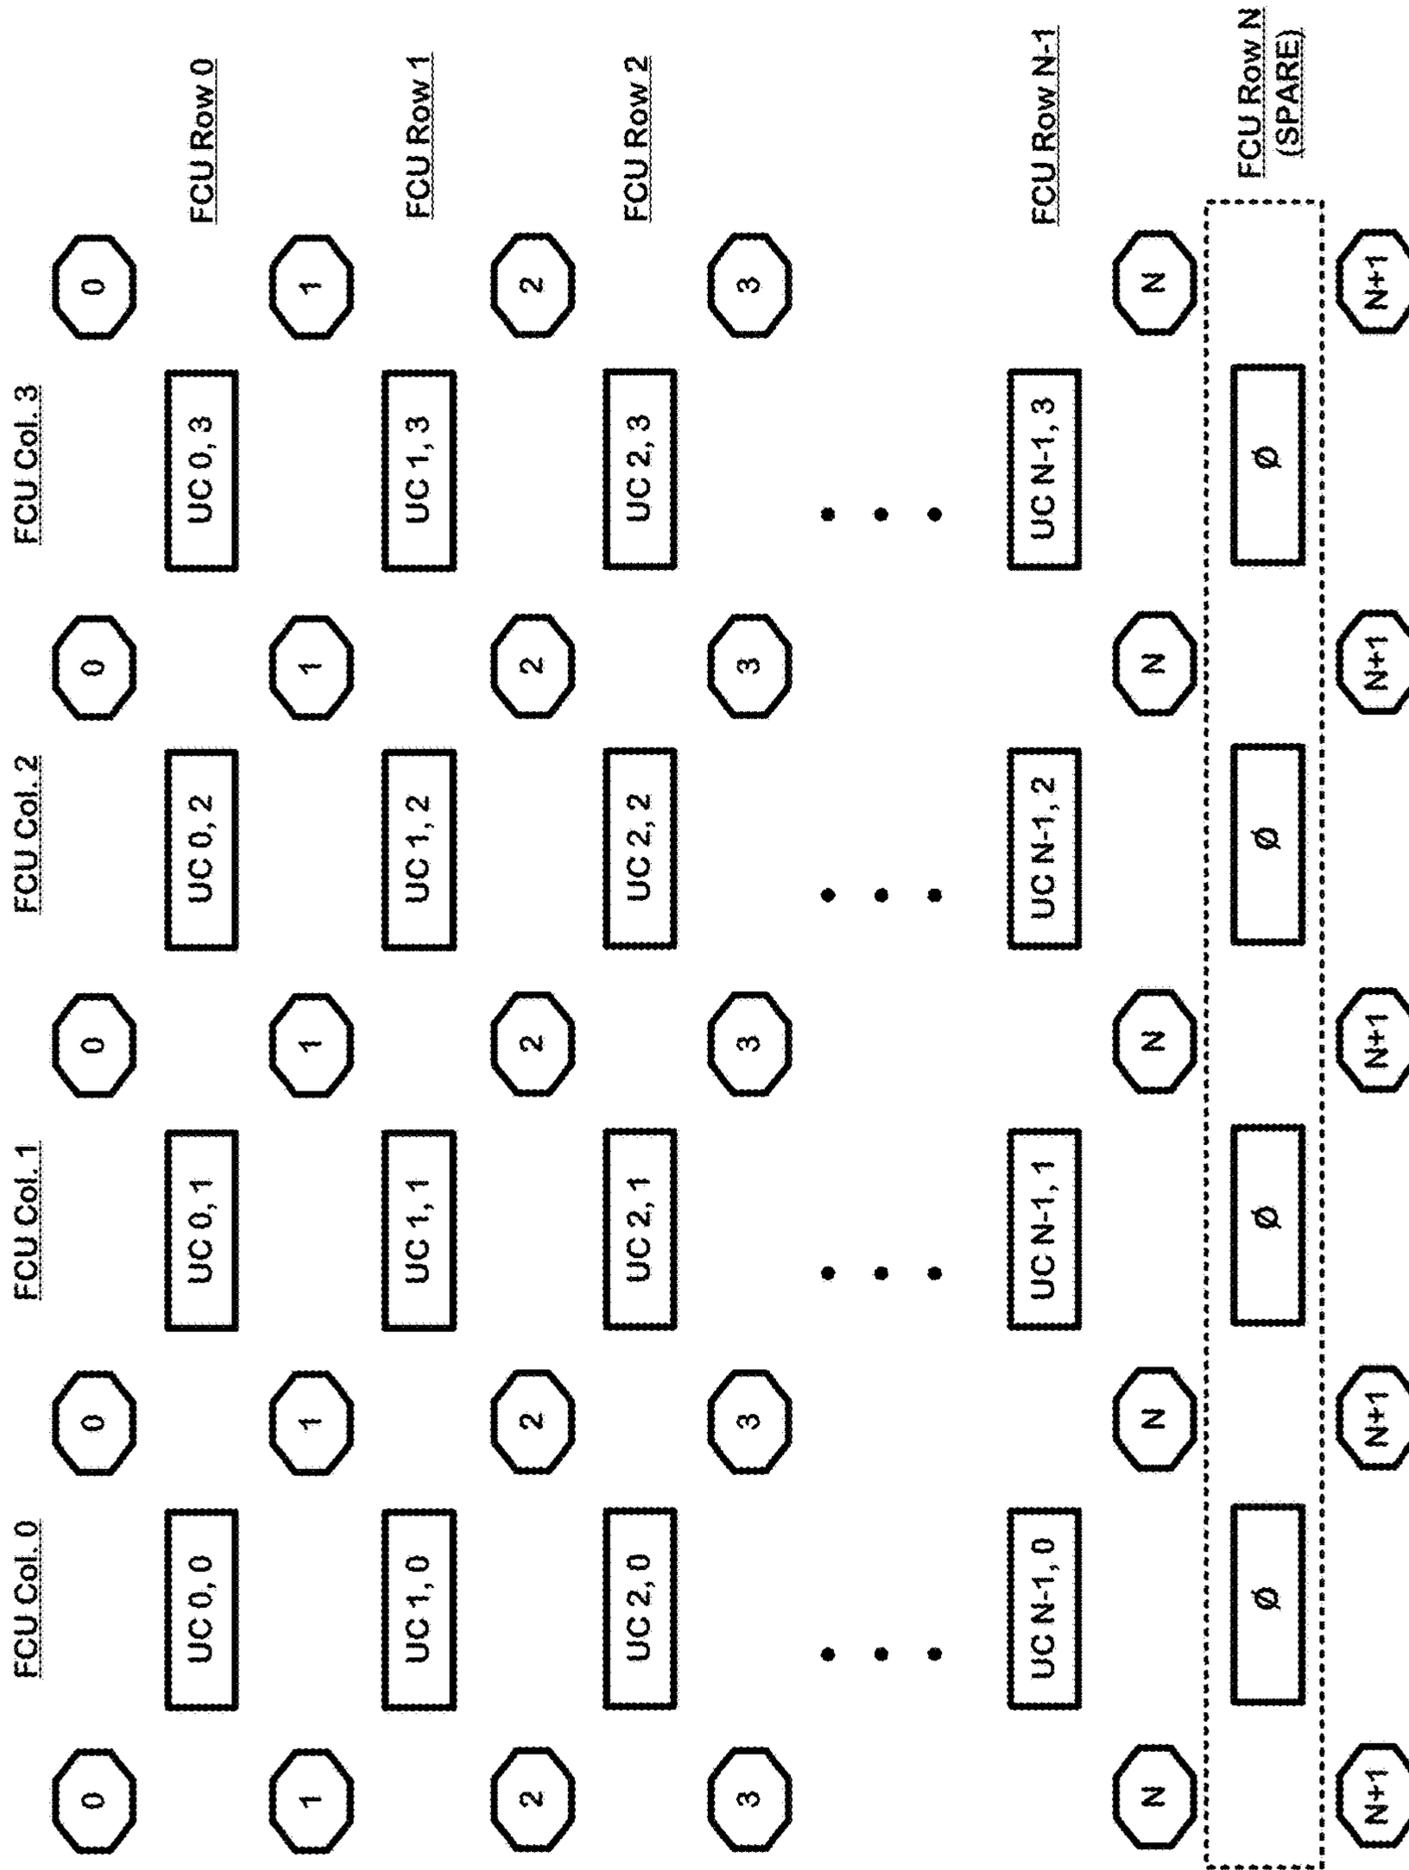 FCU Col. 0 FCU Col. 1 FCU Col. 2 FCU Col. 3
0 0 0 0 0
UC 0, 0 UC 0, 1 UC 0, 2 UC 0, 3 FCU Row 0
1 1 1 1 1
UC 1, 0 UC 1, 1 UC 1, 2 UC 1, 3 FCU Row 1
2 2 2 2 2
UC 2, 0 UC 2, 1 UC 2, 2 UC 2, 3 FCU Row 2
3 3 3 3 3
UC N-1, 0 UC N-1, 1 UC N-1, 2 UC N-1, 3 FCU Row N-1
N N N N N
Ø Ø Ø Ø FCU Row N
(SPARE)
N+1 N+1 N+1 N+1 N+1